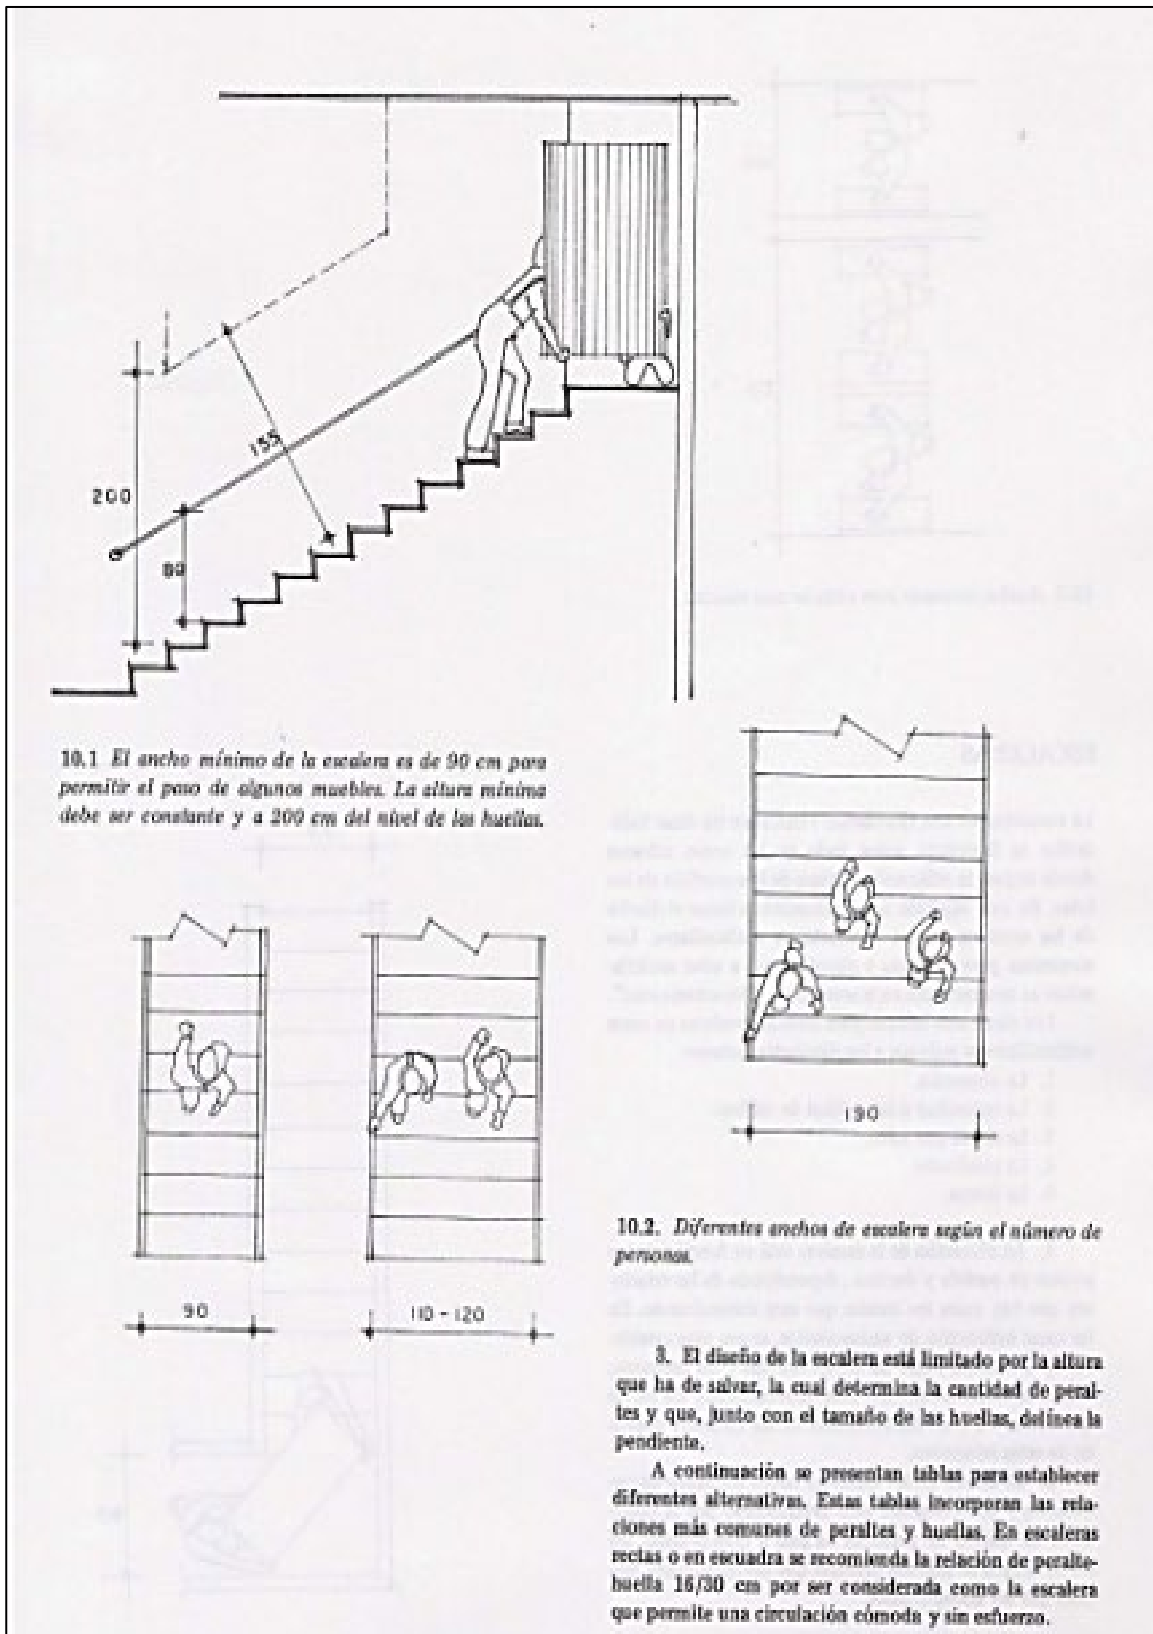 155
200
80
10.1 El ancho mínimo de la escalera es de 90 cm para
permitir el paso de algunos muebles. La altura mínima
debe ser constante y a 200 cm del nivel de las huellas.
90
110 - 120
190
10.2. Diferentes anchos de escalera según el número de
personas.
3. El diseño de la escalera está limitado por la altura
que ha de salvar, la cual determina la cantidad de peral-
tes y que, junto con el tamaño de las huellas, delínea la
pendiente.
A continuación se presentan tablas para establecer
diferentes alternativas. Estas tablas incorporan las rela-
ciones más comunes de peraltes y huellas. En escaleras
rectas o en escuadra se recomienda la relación de peralte-
huella 16/30 cm por ser considerada como la escalera
que permite una circulación cómoda y sin esfuerzo.